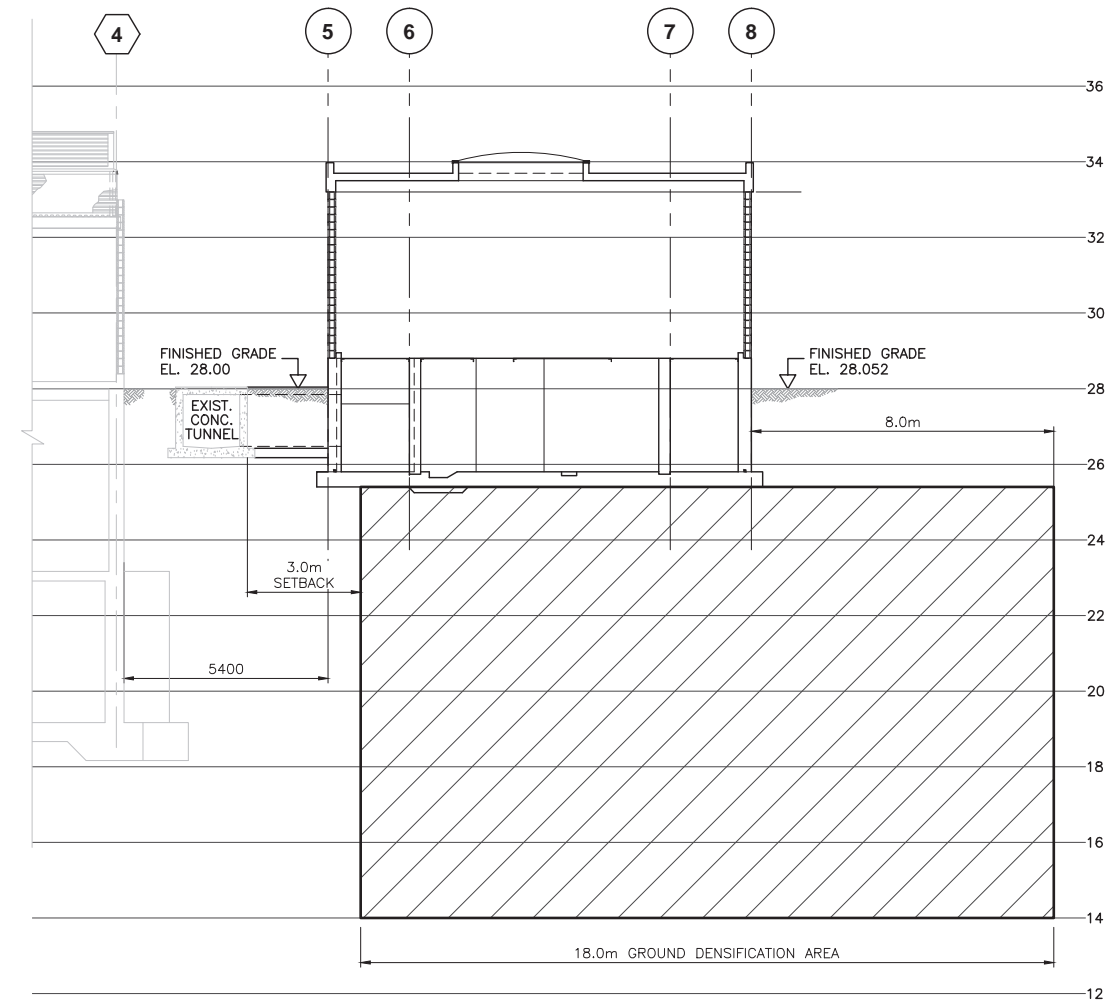 4
5
6
7
8
36
34
32
30
FINISHED GRADE
EL. 28.00
FINISHED GRADE
EL. 28.052
28
EXIST.
CONC.
TUNNEL
8.0m
26
24
3.0m
SETBACK
22
5400
20
18
16
14
18.0m GROUND DENSIFICATION AREA
12